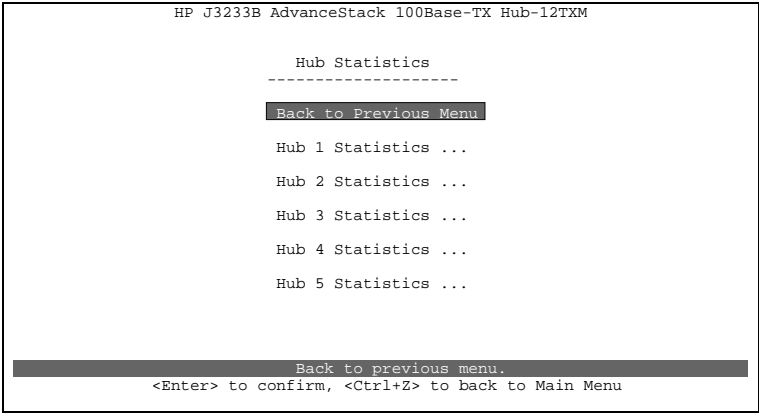 HP J3233B AdvanceStack 100Base-TX Hub-12TXM
Hub Statistics
--------------------
Back to Previous Menu
Hub 1 Statistics ...
Hub 2 Statistics ...
Hub 3 Statistics ...
Hub 4 Statistics ...
Hub 5 Statistics ...
Back to previous menu.
<Enter> to confirm, <Ctrl+Z> to back to Main Menu